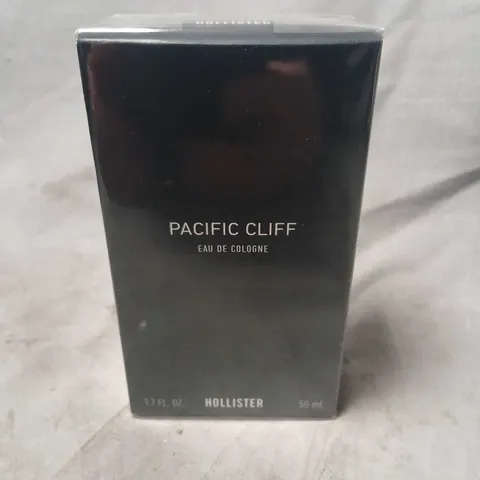 HOLLISTER
PACIFIC CLIFF
EAU DE COLOGNE
1.7 FL. OZ. HOLLISTER 50 ml